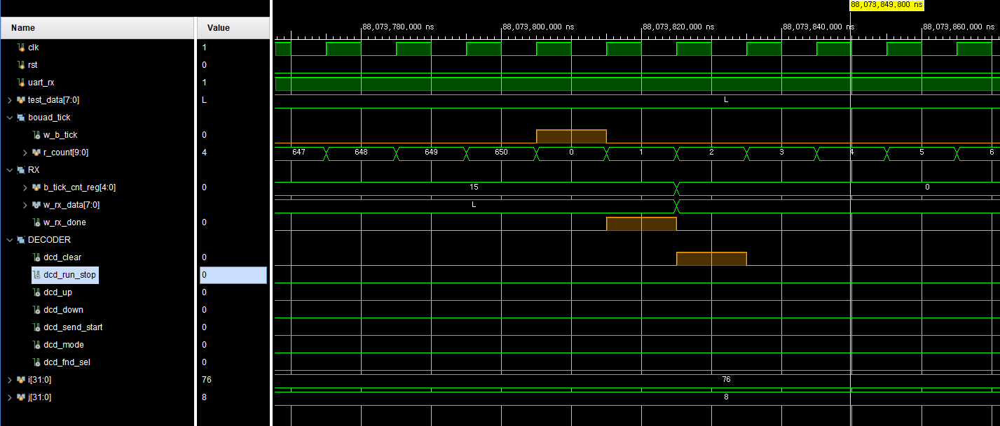 88,073,849,800 ns
Name Value
88,073,780,000 ns 88,073,800,000 ns 88,073,820,000 ns 88,073,840,000 ns 88,073,860,000 ns
clk 1
rst 0
uart_rx 1
test_data[7:0] L L
bouad_tick
w_b_tick 0
r_count[9:0] 4 647 648 649 650 0 1 2 3 4 5 6
RX
b_tick_cnt_reg[4:0] 0 15 0
w_rx_data[7:0] L
w_rx_done 0
DECODER
dcd_clear 0
dcd_run_stop 0
dcd_up 0
dcd_down 0
dcd_send_start 0
dcd_mode 0
dcd_fnd_sel 0
i[31:0] 76 76
j[31:0] 8 8